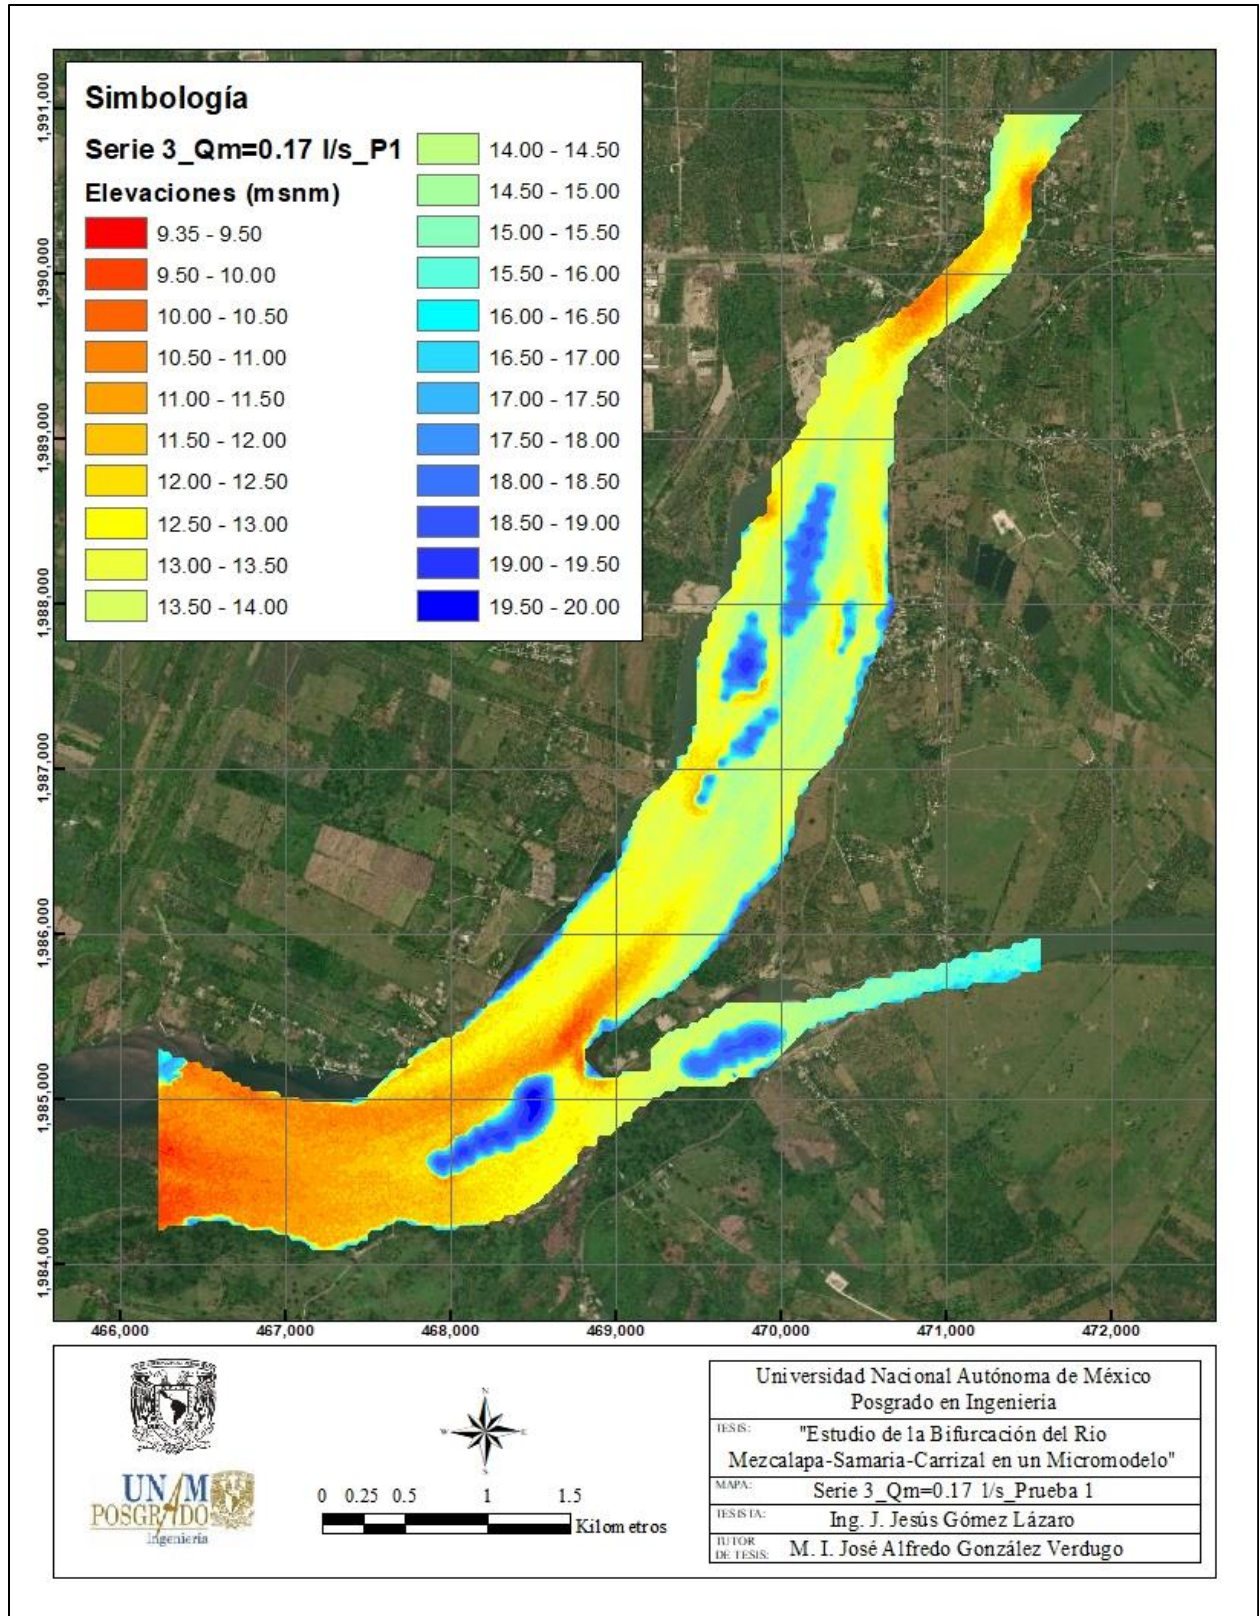 Simbología
Serie 3_Qm=0.17 l/s_P1
Elevaciones (msnm)
9.35 - 9.50
9.50 - 10.00
10.00 - 10.50
10.50 - 11.00
11.00 - 11.50
11.50 - 12.00
12.00 - 12.50
12.50 - 13.00
13.00 - 13.50
13.50 - 14.00
14.00 - 14.50
14.50 - 15.00
15.00 - 15.50
15.50 - 16.00
16.00 - 16.50
16.50 - 17.00
17.00 - 17.50
17.50 - 18.00
18.00 - 18.50
18.50 - 19.00
19.00 - 19.50
19.50 - 20.00
1,991,000
1,990,000
1,989,000
1,988,000
1,987,000
1,986,000
1,985,000
1,984,000
466,000 467,000 468,000 469,000 470,000 471,000 472,000
UNAM
POSGRADO
Ingeniería
N
W E
S
0 0.25 0.5 1 1.5
Kilometros
Universidad Nacional Autónoma de México
Posgrado en Ingeniería
TESIS: "Estudio de la Bifurcación del Río
Mezcalapa-Samaria-Carrizal en un Micromodelo"
MAPA: Serie 3_Qm=0.17 l/s_Prueba 1
TESISTA: Ing. J. Jesús Gómez Lázaro
TUTOR
DE TESIS: M. I. José Alfredo González Verdugo